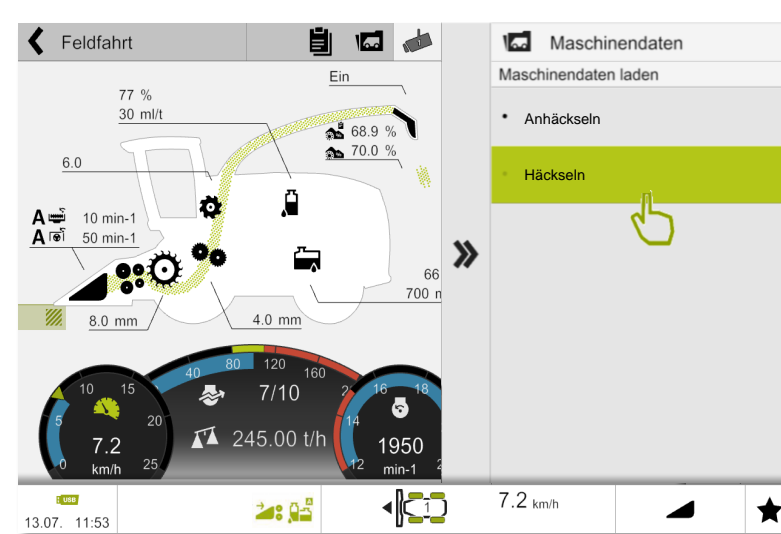 Feldfahrt
Maschinendaten
Maschinendaten laden
Anhäckseln
Häckseln
Ein
77 %
30 ml/t
68.9 %
70.0 %
6.0
A 10 min-1
A 50 min-1
66
700
8.0 mm
4.0 mm
0 5 10 15 20 25
7.2
km/h
40 80 120 160 2
7/10
245.00 t/h
12 14 16 18 2
1950
min-1
USB
13.07. 11:53
A
1
7.2 km/h